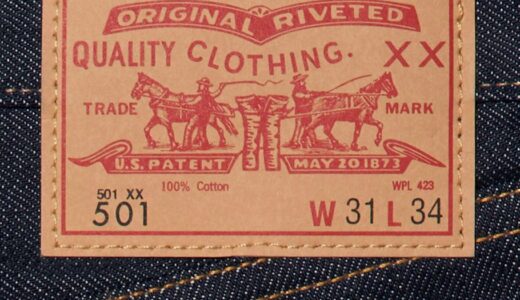 ORIGINAL RIVETED
QUALITY CLOTHING. XX
TRADE MARK
U.S. PATENT MAY 20 1873
100% Cotton WPL 423
501 XX
501 W 31 L 34